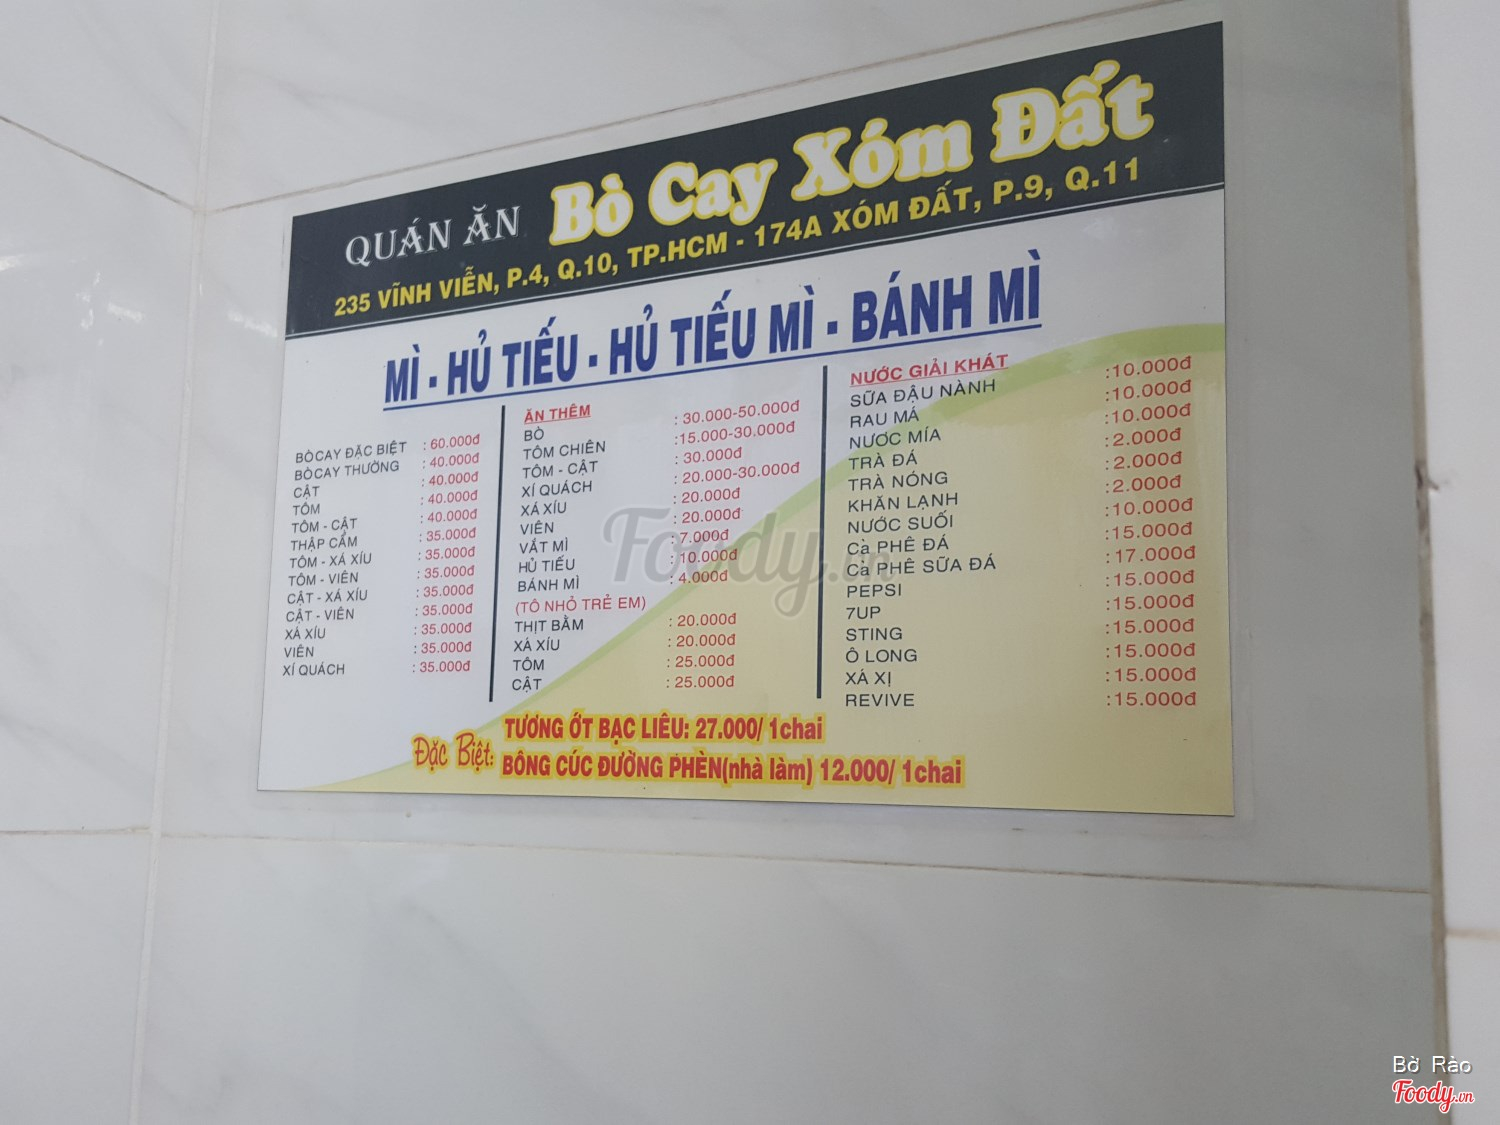 QUÁN ĂN Bò Cay Xóm Đất
235 VĨNH VIỄN, P.4, Q.10, TP.HCM - 174A XÓM ĐẤT, P.9, Q.11
MÌ - HỦ TIẾU - HỦ TIẾU MÌ - BÁNH MÌ
BÒ CAY ĐẶC BIỆT : 60.000đ
BÒ CAY THƯỜNG : 40.000đ
CẬT : 40.000đ
TÔM : 40.000đ
TÔM - CẬT : 40.000đ
THẬP CẨM : 35.000đ
TÔM - XÁ XÍU : 35.000đ
TÔM - VIÊN : 35.000đ
CẬT - XÁ XÍU : 35.000đ
CẬT - VIÊN : 35.000đ
XÁ XÍU : 35.000đ
VIÊN : 35.000đ
XÍ QUÁCH : 35.000đ
ĂN THÊM
BÒ : 30.000-50.000đ
TÔM CHIÊN :15.000-30.000đ
TÔM - CẬT : 30.000đ
XÍ QUÁCH : 20.000-30.000đ
XÁ XÍU : 20.000đ
VIÊN : 20.000đ
VẮT MÌ : 7.000đ
HỦ TIẾU : 10.000đ
BÁNH MÌ : 4.000đ
(TÔ NHỎ TRẺ EM)
THỊT BẰM : 20.000đ
XÁ XÍU : 20.000đ
TÔM : 25.000đ
CẬT : 25.000đ
NƯỚC GIẢI KHÁT
SỮA ĐẬU NÀNH :10.000đ
RAU MÁ :10.000đ
NƯƠC MÍA :10.000đ
TRÀ ĐÁ :2.000đ
TRÀ NÓNG :2.000đ
KHĂN LẠNH :2.000đ
NƯỚC SUỐI :10.000đ
Cà PHÊ ĐÁ :15.000đ
Cà PHÊ SỮA ĐÁ :17.000đ
PEPSI :15.000đ
7UP :15.000đ
STING :15.000đ
Ô LONG :15.000đ
XÁ XỊ :15.000đ
REVIVE :15.000đ
Đặc Biệt:
TƯƠNG ỚT BẠC LIÊU: 27.000/ 1chai
BÔNG CÚC ĐƯỜNG PHÈN(nhà làm) 12.000/ 1chai
Foody.vn
Bờ Rào
Foody.vn